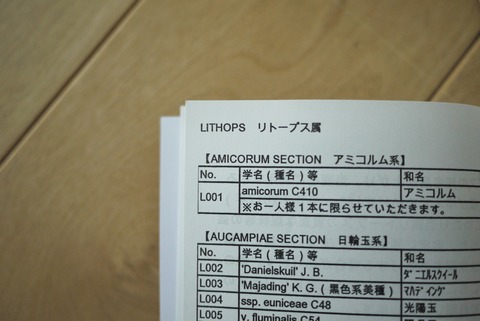 LITHOPS リトープス属
【AMICORUM SECTION アミコルム系】
No. 学名(種名)等 和名
L001 amicorum C410 アミコルム
※お一人様1本に限らせていただきます。
【AUCAMPIAE SECTION 日輪玉系】
No. 学名(種名)等 和名
L002 'Danielskuil' J. B. ダニエルスクイール
L003 'Majading' K. G.(黒色系美種) マルディング
L004 ssp. euniceae C48 光陽玉
L005 v. fluminalis C54